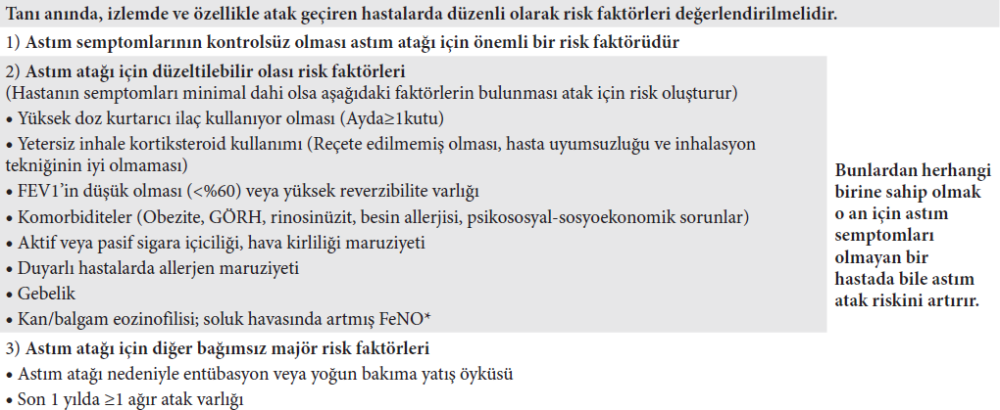 Tanı anında, izlemde ve özellikle atak geçiren hastalarda düzenli olarak risk faktörleri değerlendirilmelidir.
1) Astım semptomlarının kontrolsüz olması astım atağı için önemli bir risk faktörüdür
2) Astım atağı için düzeltilebilir olası risk faktörleri
(Hastanın semptomları minimal dahi olsa aşağıdaki faktörlerin bulunması atak için risk oluşturur)
• Yüksek doz kurtarıcı ilaç kullanıyor olması (Ayda≥1kutu)
• Yetersiz inhale kortiksteroid kullanımı (Reçete edilmemiş olması, hasta uyumsuzluğu ve inhalasyon
tekniğinin iyi olmaması)
• FEV1’in düşük olması (<%60) veya yüksek reverzibilite varlığı
• Komorbiditeler (Obezite, GÖRH, rinosinüzit, besin allerjisi, psikososyal-sosyoekonomik sorunlar)
• Aktif veya pasif sigara içiciliği, hava kirliliği maruziyeti
• Duyarlı hastalarda allerjen maruziyeti
• Gebelik
• Kan/balgam eozinofilisi; soluk havasında artmış FeNO*
Bunlardan herhangi
birine sahip olmak
o an için astım
semptomları
olmayan bir
hastada bile astım
atak riskini artırır.
3) Astım atağı için diğer bağımsız majör risk faktörleri
• Astım atağı nedeniyle entübasyon veya yoğun bakıma yatış öyküsü
• Son 1 yılda ≥1 ağır atak varlığı